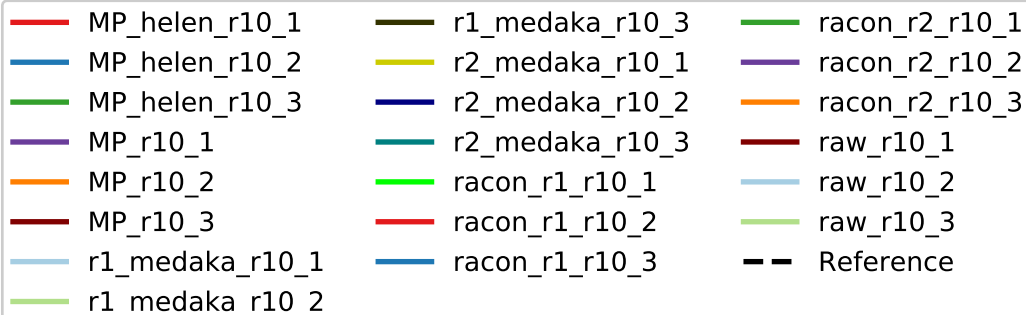 MP_helen_r10_1
MP_helen_r10_2
MP_helen_r10_3
MP_r10_1
MP_r10_2
MP_r10_3
r1_medaka_r10_1
r1_medaka_r10_2
r1_medaka_r10_3
r2_medaka_r10_1
r2_medaka_r10_2
r2_medaka_r10_3
racon_r1_r10_1
racon_r1_r10_2
racon_r1_r10_3
racon_r2_r10_1
racon_r2_r10_2
racon_r2_r10_3
raw_r10_1
raw_r10_2
raw_r10_3
Reference